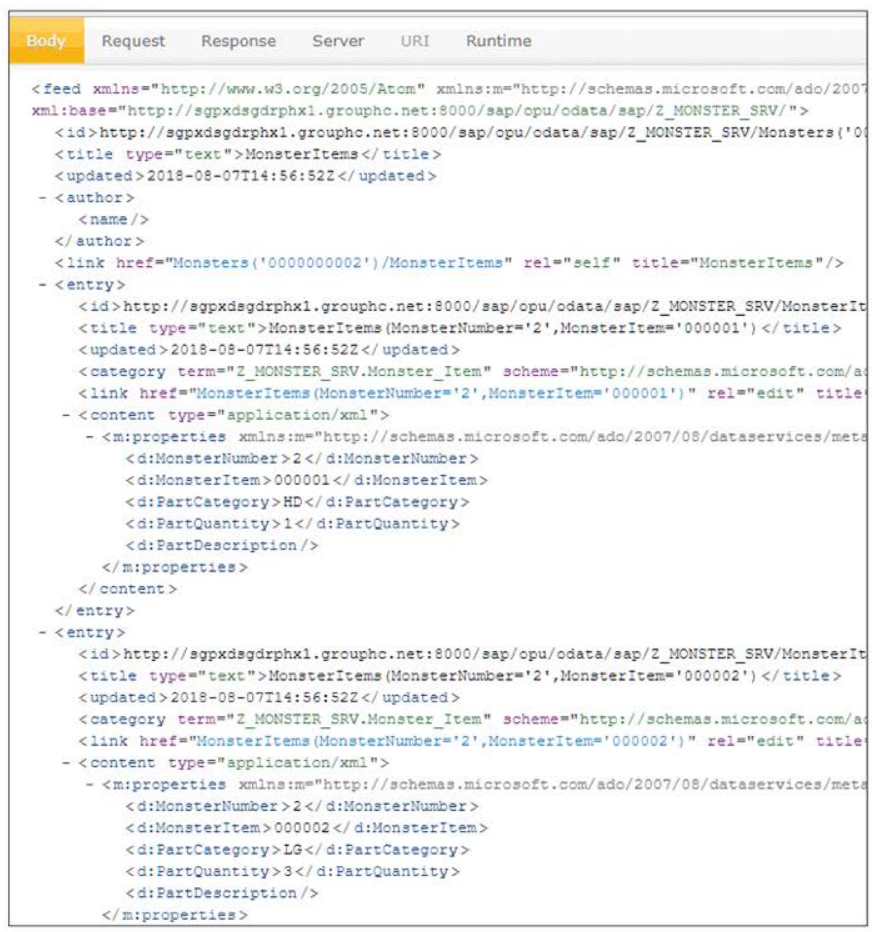 Body Request Response Server URI Runtime
<feed xmlns="http://www.w3.org/2005/Atom" xmlns:m="http://schemas.microsoft.com/ado/2007
xml:base="http://sgpxdsgdrphx1.grouphc.net:8000/sap/opu/odata/sap/Z_MONSTER_SRV/">
<id>http://sgpxdsgdrphx1.grouphc.net:8000/sap/opu/odata/sap/Z_MONSTER_SRV/Monsters('00
<title type="text">MonsterItems</title>
<updated>2018-08-07T14:56:52Z</updated>
- <author>
<name/>
</author>
<link href="Monsters('0000000002')/MonsterItems" rel="self" title="MonsterItems"/>
- <entry>
<id>http://sgpxdsgdrphx1.grouphc.net:8000/sap/opu/odata/sap/Z_MONSTER_SRV/MonsterIt
<title type="text">MonsterItems(MonsterNumber='2',MonsterItem='000001')</title>
<updated>2018-08-07T14:56:52Z</updated>
<category term="Z_MONSTER_SRV.Monster_Item" scheme="http://schemas.microsoft.com/ad
<link href="MonsterItems(MonsterNumber='2',MonsterItem='000001')" rel="edit" title=
- <content type="application/xml">
- <m:properties xmlns:m="http://schemas.microsoft.com/ado/2007/08/dataservices/meta
<d:MonsterNumber>2</d:MonsterNumber>
<d:MonsterItem>000001</d:MonsterItem>
<d:PartCategory>HD</d:PartCategory>
<d:PartQuantity>1</d:PartQuantity>
<d:PartDescription/>
</m:properties>
</content>
</entry>
- <entry>
<id>http://sgpxdsgdrphx1.grouphc.net:8000/sap/opu/odata/sap/Z_MONSTER_SRV/MonsterIt
<title type="text">MonsterItems(MonsterNumber='2',MonsterItem='000002')</title>
<updated>2018-08-07T14:56:52Z</updated>
<category term="Z_MONSTER_SRV.Monster_Item" scheme="http://schemas.microsoft.com/ad
<link href="MonsterItems(MonsterNumber='2',MonsterItem='000002')" rel="edit" title=
- <content type="application/xml">
- <m:properties xmlns:m="http://schemas.microsoft.com/ado/2007/08/dataservices/meta
<d:MonsterNumber>2</d:MonsterNumber>
<d:MonsterItem>000002</d:MonsterItem>
<d:PartCategory>LG</d:PartCategory>
<d:PartQuantity>3</d:PartQuantity>
<d:PartDescription/>
</m:properties>